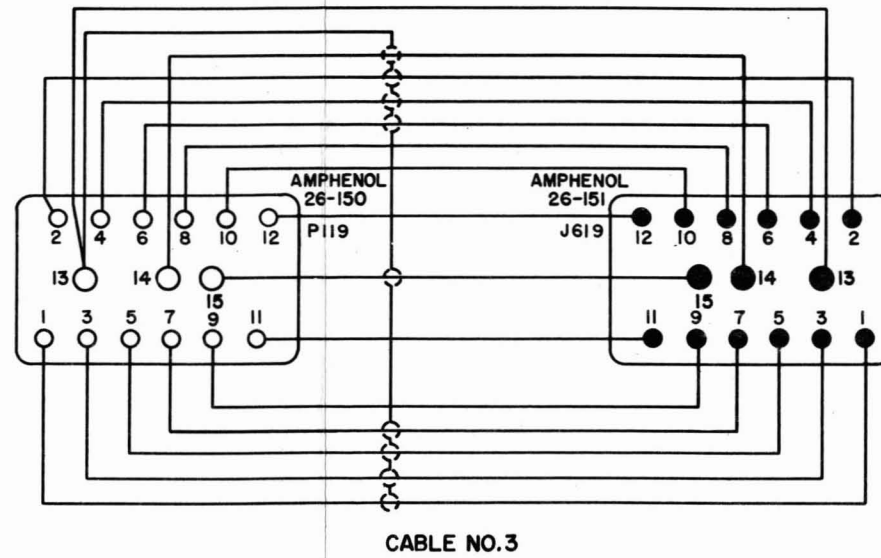 AMPHENOL
26-150
AMPHENOL
26-151
2 4 6 8 10 12 P119
J619 12 10 8 6 4 2
13 14 15
15 14 13
1 3 5 7 9 11
11 9 7 5 3 1
CABLE NO.3